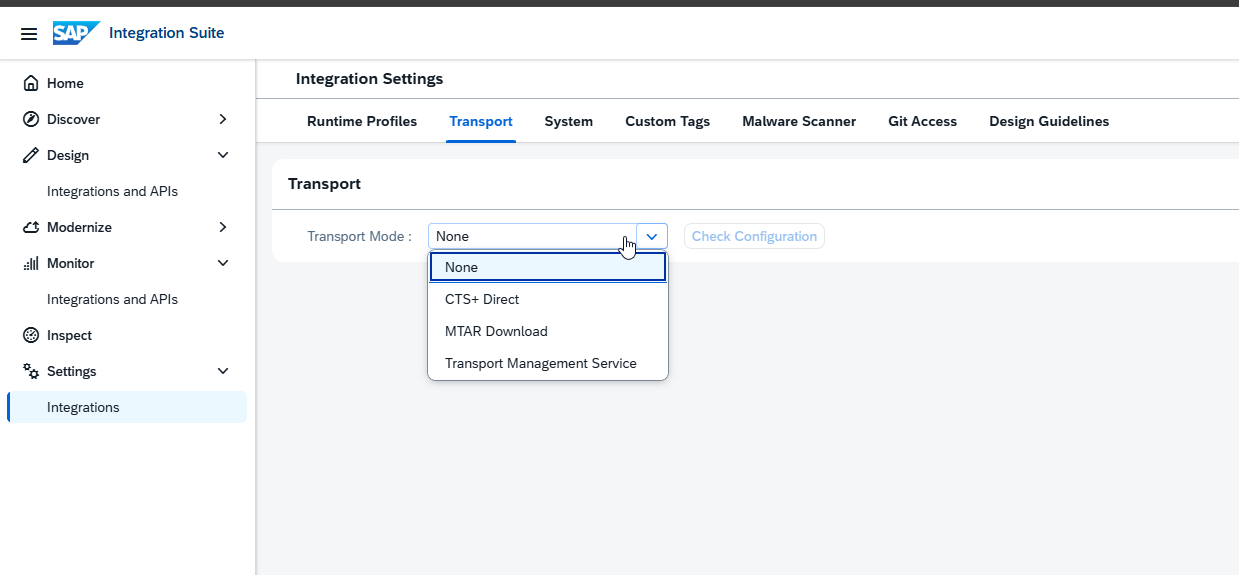 SAP Integration Suite
Home
Discover
Design
Integrations and APIs
Modernize
Monitor
Integrations and APIs
Inspect
Settings
Integrations
Integration Settings
Runtime Profiles Transport System Custom Tags Malware Scanner Git Access Design Guidelines
Transport
Transport Mode : None Check Configuration
None
CTS+ Direct
MTAR Download
Transport Management Service